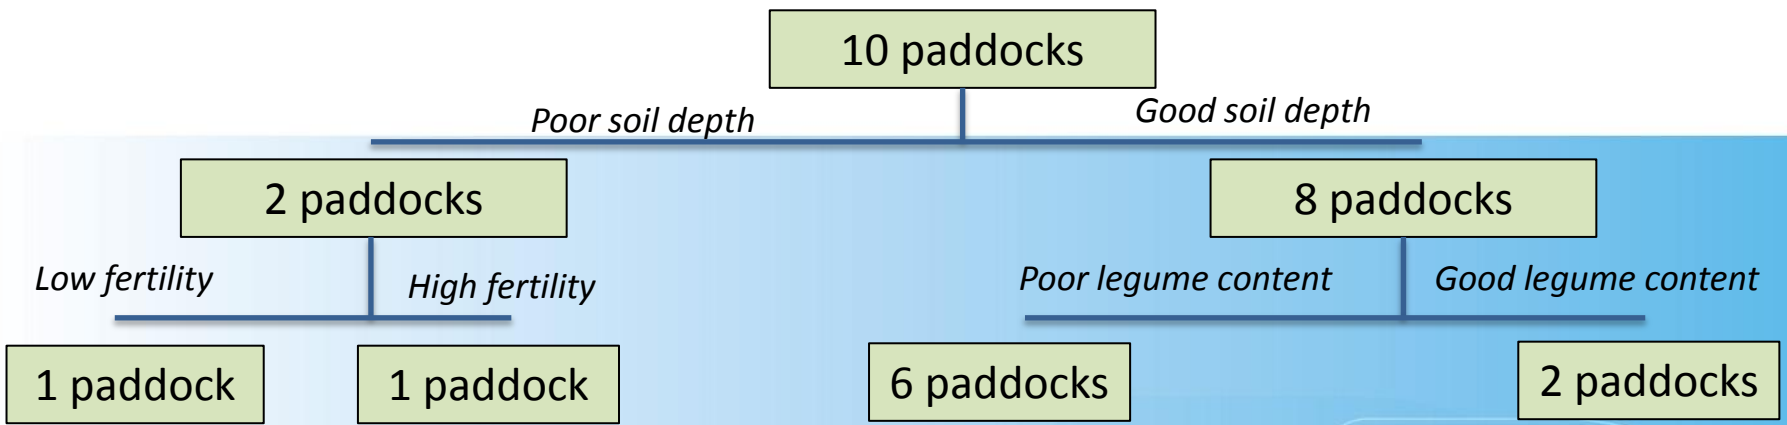 10 paddocks
Poor soil depth
Good soil depth
2 paddocks
8 paddocks
Low fertility
High fertility
Poor legume content
Good legume content
1 paddock
1 paddock
6 paddocks
2 paddocks